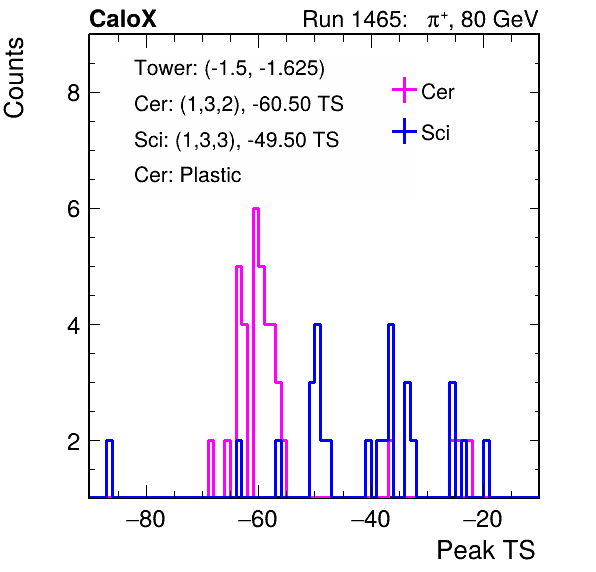 CaloX Run 1465: π⁺, 80 GeV
Counts
Tower: (-1.5, -1.625)
Cer: (1,3,2), -60.50 TS
Sci: (1,3,3), -49.50 TS
Cer: Plastic
Cer
Sci
8
6
4
2
−80 −60 −40 −20
Peak TS